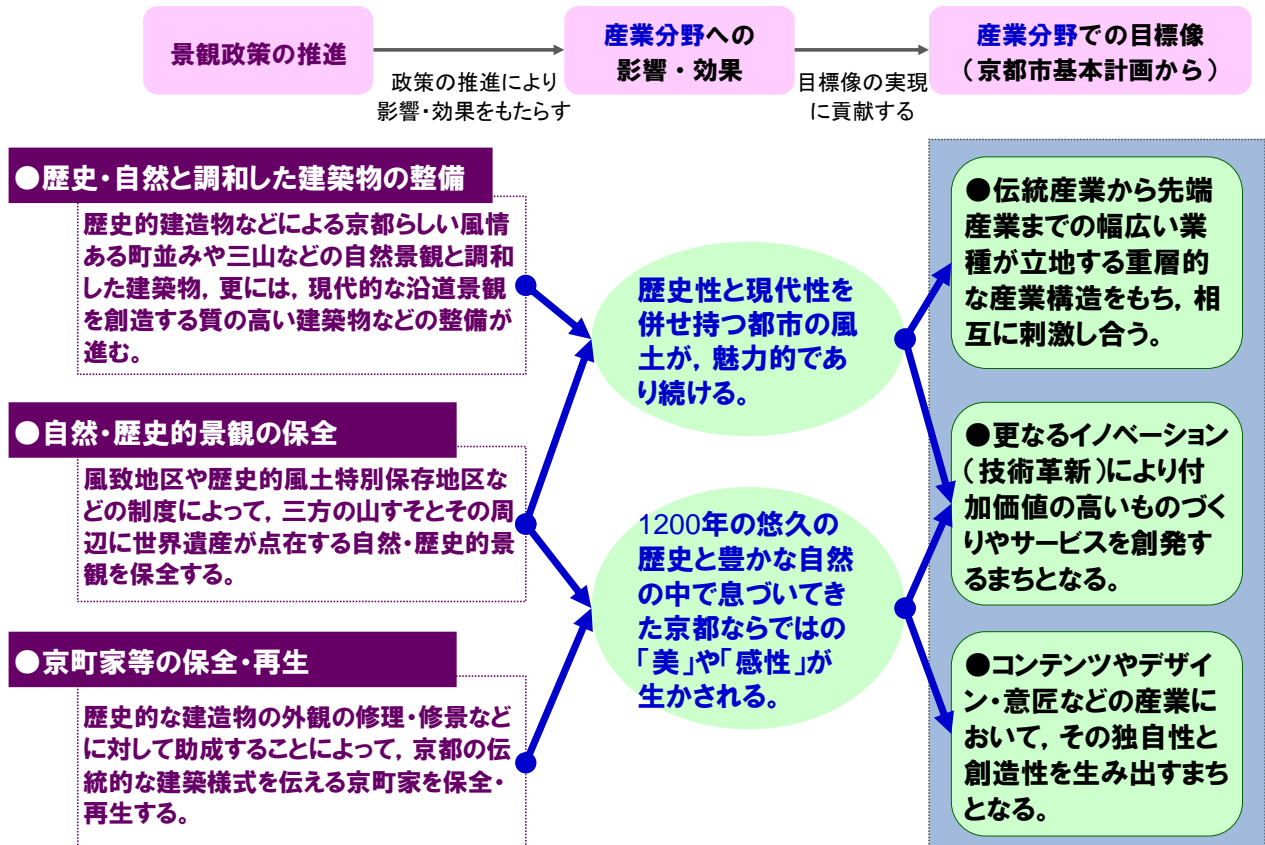 景観政策の推進
政策の推進により
影響・効果をもたらす
産業分野への
影響・効果
目標像の実現
に貢献する
産業分野での目標像
（京都市基本計画から）
●歴史・自然と調和した建築物の整備
歴史的建造物などによる京都らしい風情
ある町並みや三山などの自然景観と調和
した建築物，更には，現代的な沿道景観
を創造する質の高い建築物などの整備が
進む。
●自然・歴史的景観の保全
風致地区や歴史的風土特別保存地区な
どの制度によって，三方の山すそとその周
辺に世界遺産が点在する自然・歴史的景
観を保全する。
●京町家等の保全・再生
歴史的な建造物の外観の修理・修景など
に対して助成することによって，京都の伝
統的な建築様式を伝える京町家を保全・
再生する。
歴史性と現代性を
併せ持つ都市の風
土が，魅力的であ
り続ける。
1200年の悠久の
歴史と豊かな自然
の中で息づいてき
た京都ならではの
「美」や「感性」が
生かされる。
●伝統産業から先端
産業までの幅広い業
種が立地する重層的
な産業構造をもち，相
互に刺激し合う。
●更なるイノベーション
（技術革新）により付
加価値の高いものづく
りやサービスを創発す
るまちとなる。
●コンテンツやデザイ
ン・意匠などの産業に
おいて，その独自性と
創造性を生み出すまち
となる。